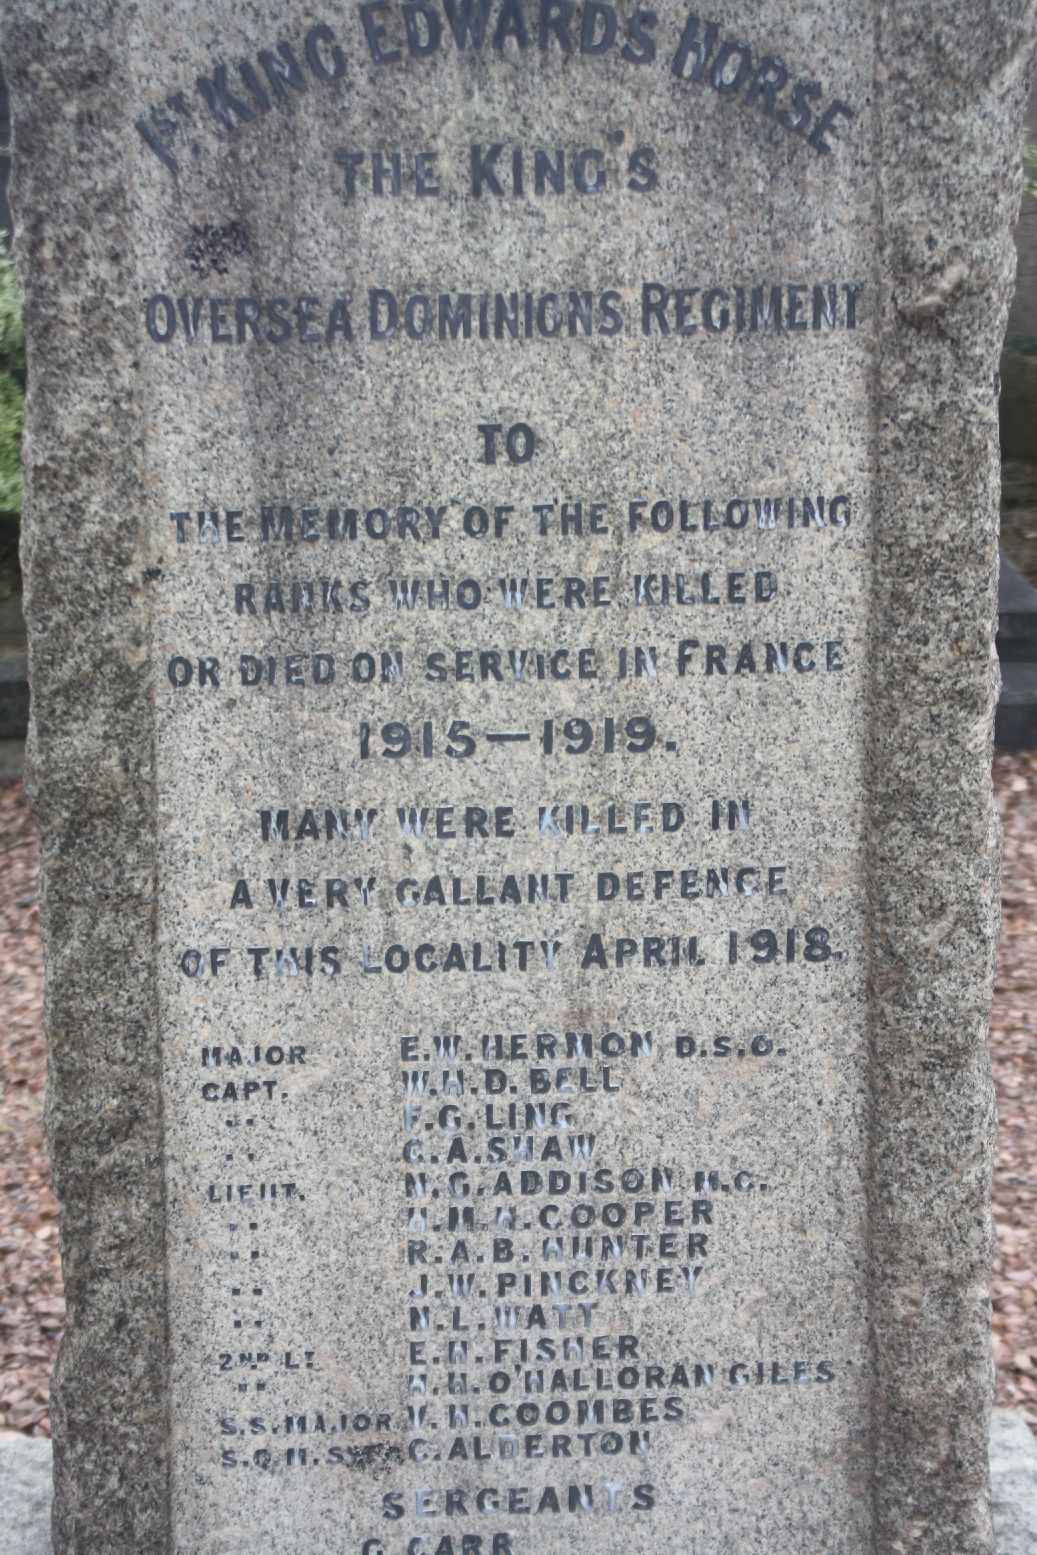 1ST KING EDWARDS HORSE
THE KING'S
OVERSEA DOMINIONS REGIMENT
TO
THE MEMORY OF THE FOLLOWING
RANKS WHO WERE KILLED
OR DIED ON SERVICE IN FRANCE
1915—1919.
MANY WERE KILLED IN
A VERY GALLANT DEFENCE
OF THIS LOCALITY APRIL 1918.
MAJOR E.W. HERMON D.S.O.
CAPT. W.H.D. BELL
" F.G. LING
" C.A. SHAW
LIEUT. N.G. ADDISON M.C.
" H.M.H. COOPER
" R.A.B. HUNTER
" J.W. PINCKNEY
" N.L. WATT
2ND LT E.H. FISHER
" H.H. O'HALLORAN GILES
S.S. MAJOR V.H. COOMBES
S.Q.M.S. C. ALDERTON
SERGEANTS
G. CARR